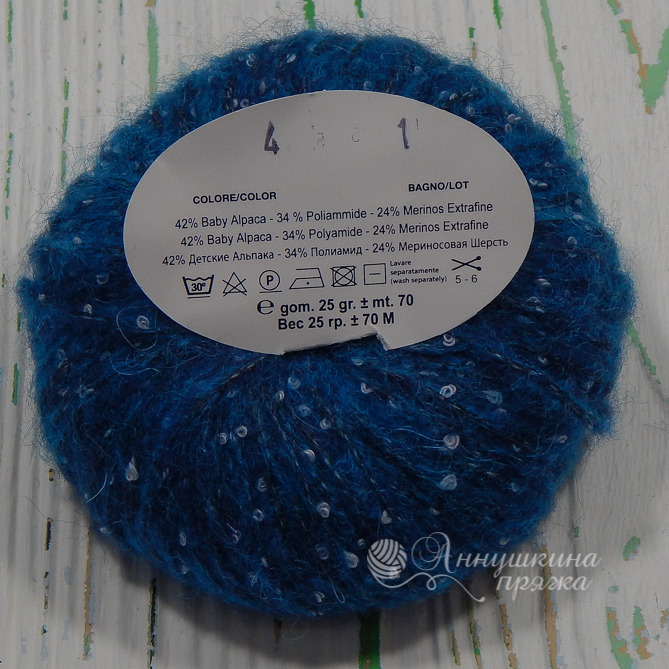 4 1
COLORE/COLOR BAGNO/LOT
42% Baby Alpaca - 34 % Poliammide - 24% Merinos Extrafine
42% Baby Alpaca - 34% Polyamide - 24% Merinos Extrafine
42% Детские Альпака - 34% Полиамид - 24% Мериносовая Шерсть
30° P Lavare separatamente (wash separately) 5 - 6
℮ gom. 25 gr. ± mt. 70
Вес 25 гр. ± 70 М
Аннушкина
пряжа